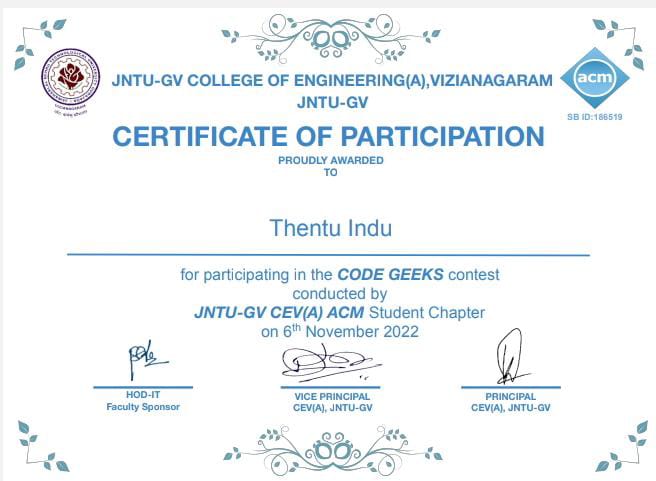 JNTU-GV COLLEGE OF ENGINEERING(A),VIZIANAGARAM
JNTU-GV
acm
SB ID:186519
VIZIANAGARAM
CERTIFICATE OF PARTICIPATION
PROUDLY AWARDED
TO
Thentu Indu
for participating in the CODE GEEKS contest
conducted by
JNTU-GV CEV(A) ACM Student Chapter
on 6th November 2022
HOD-IT
Faculty Sponsor
VICE PRINCIPAL
CEV(A), JNTU-GV
PRINCIPAL
CEV(A), JNTU-GV